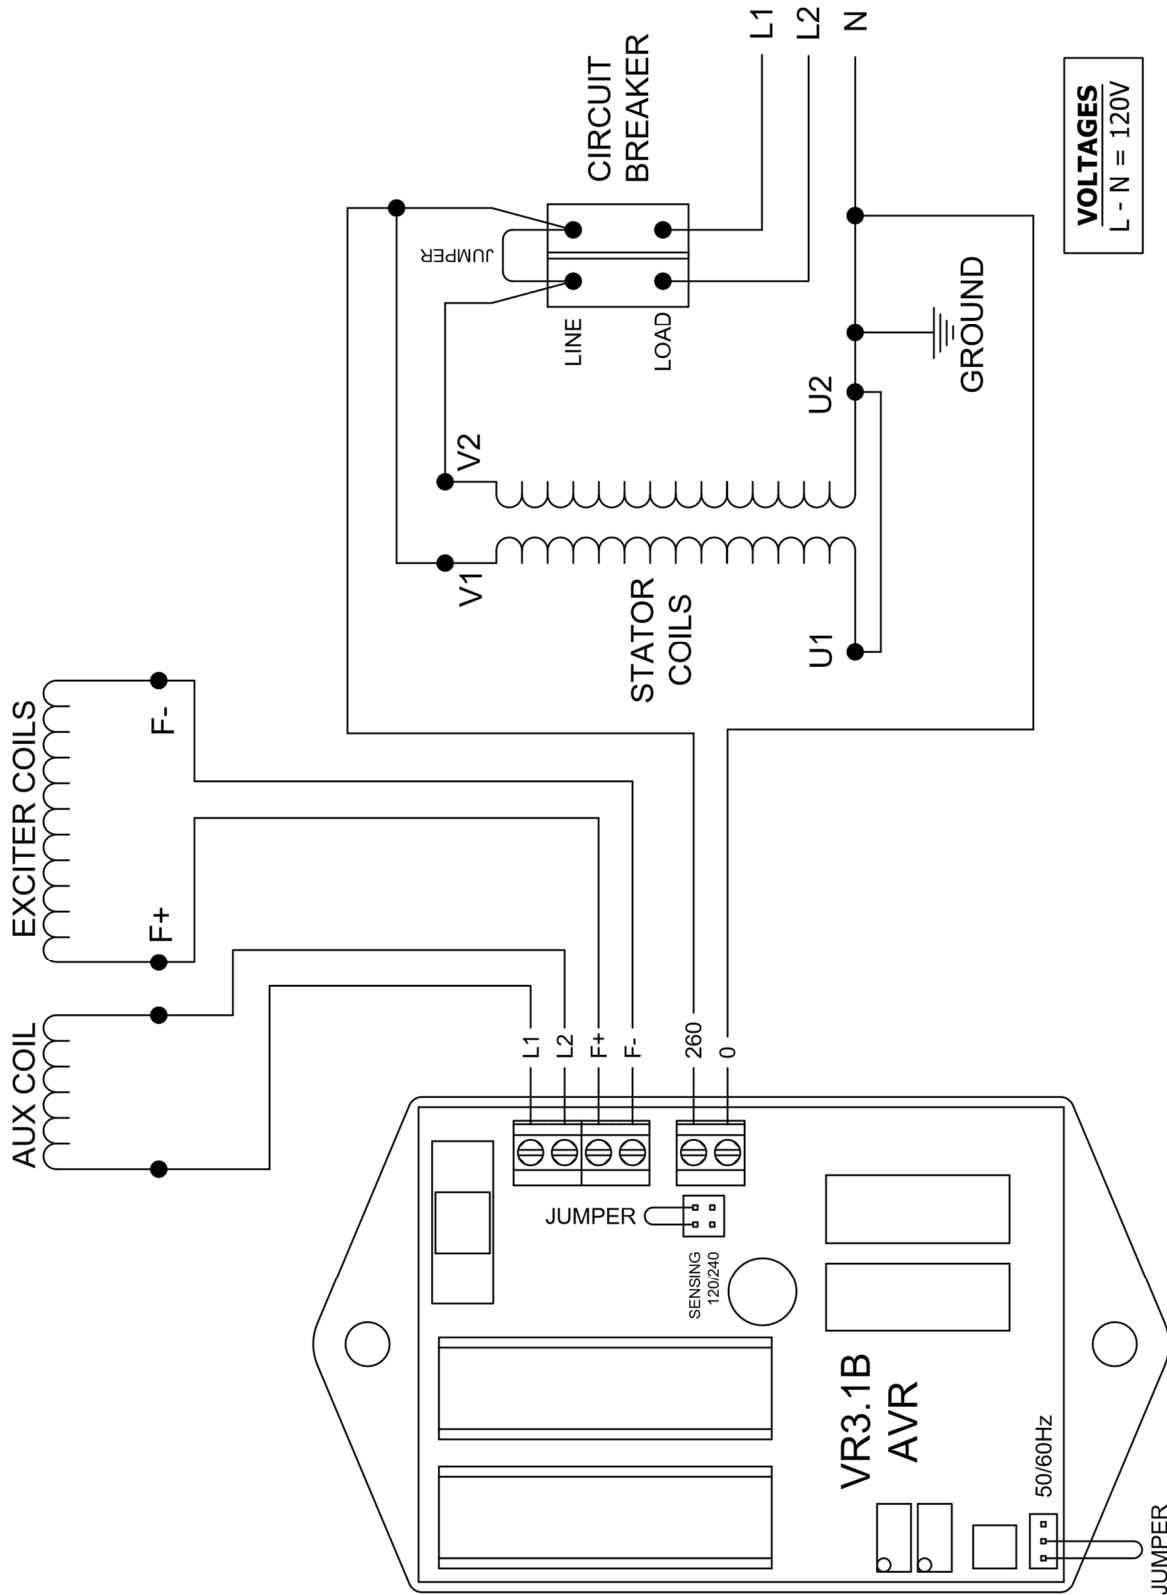 AUX COIL
EXCITER COILS
F+
F-
L1
L2
F+
F-
260
0
JUMPER
SENSING
120/240
VR3.1B
AVR
50/60Hz
JUMPER
STATOR
COILS
V1
V2
U1
U2
GROUND
JUMPER
LINE
LOAD
CIRCUIT
BREAKER
L1
L2
N
VOLTAGES
L - N = 120V